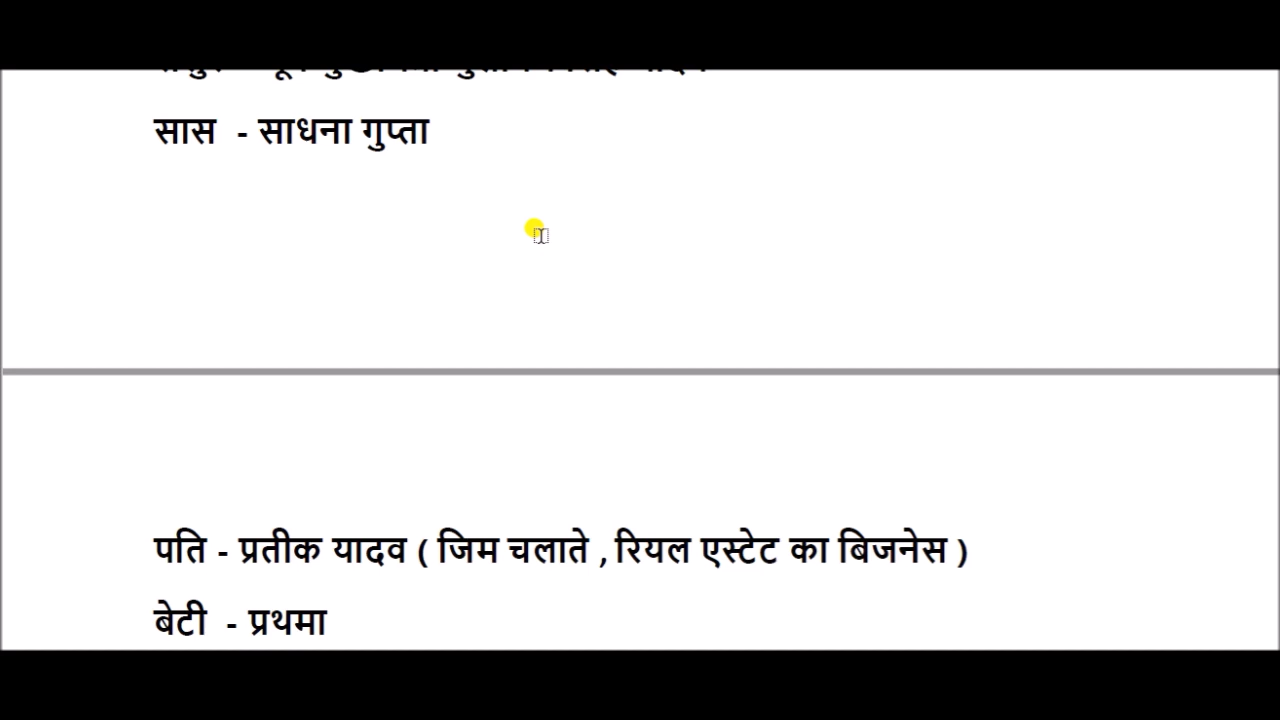 सास - साधना गुप्ता
पति - प्रतीक यादव ( जिम चलाते , रियल एस्टेट का बिजनेस )
बेटी - प्रथमा